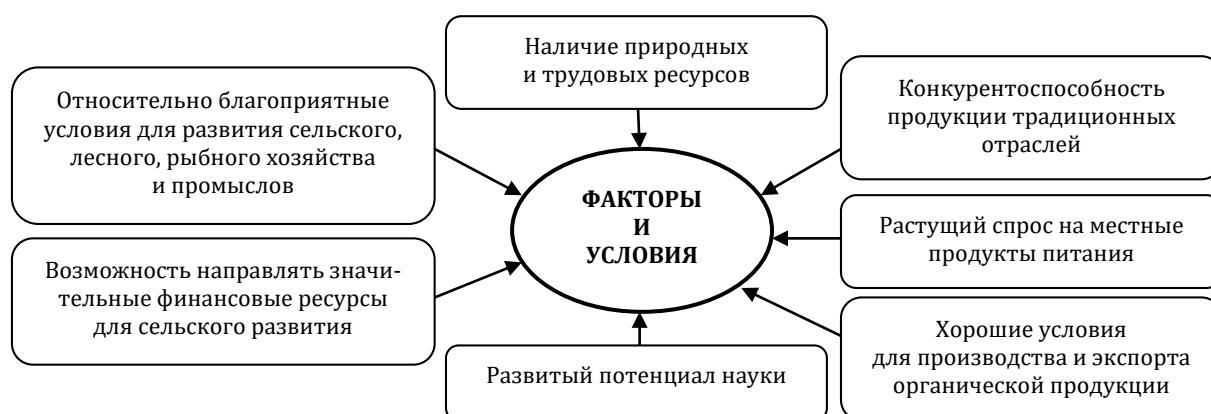 Наличие природных
и трудовых ресурсов
Относительно благоприятные
условия для развития сельского,
лесного, рыбного хозяйства
и промыслов
Конкурентоспособность
продукции традиционных
отраслей
ФАКТОРЫ
И
УСЛОВИЯ
Растущий спрос на местные
продукты питания
Возможность направлять значи-
тельные финансовые ресурсы
для сельского развития
Хорошие условия
для производства и экспорта
органической продукции
Развитый потенциал науки